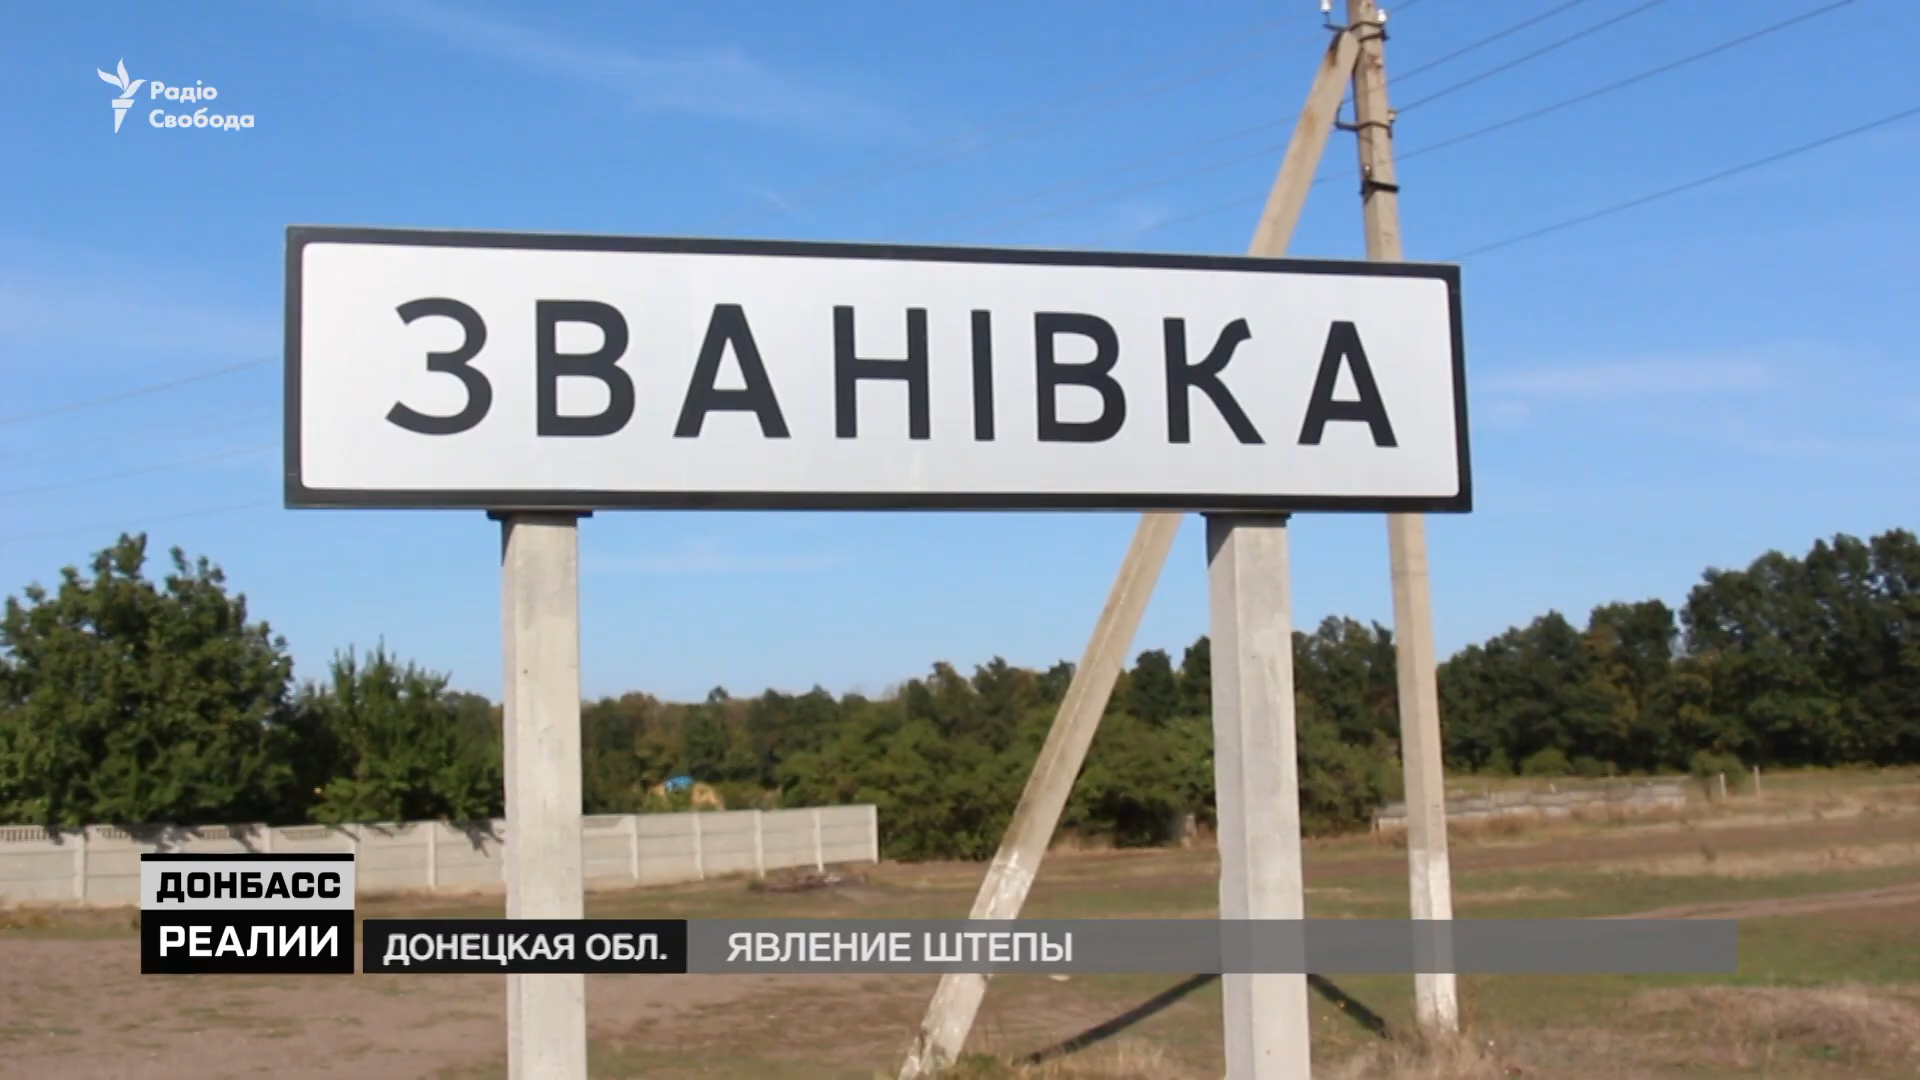 Радіо
Свобода
ЗВАНІВКА
ДОНБАСС
РЕАЛИИ
ДОНЕЦКАЯ ОБЛ.
ЯВЛЕНИЕ ШТЕПЫ